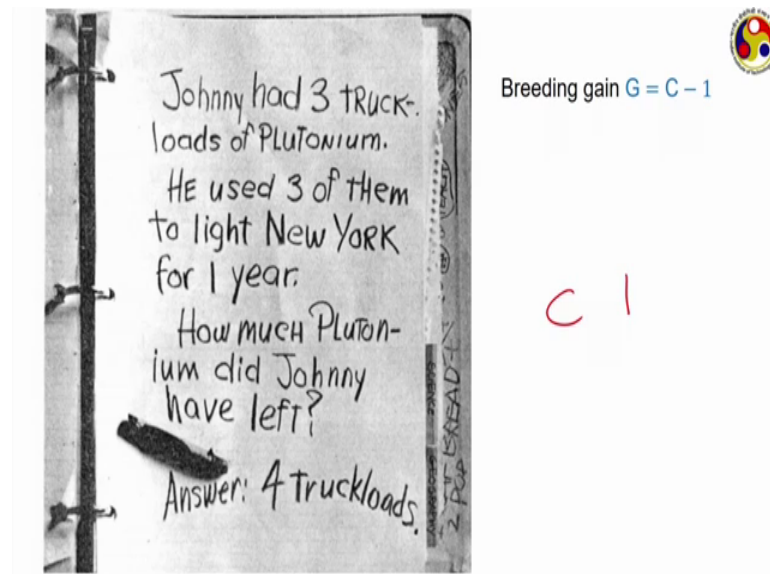 Johnny had 3 TRUCK-
loads of PLUTONIUM.
HE used 3 of them
to light NEW YORK
for 1 year.
HOW MUCH PLUTON-
ium did Johnny
have left?
Answer: 4 Truckloads.
Breeding gain G = C − 1
C 1